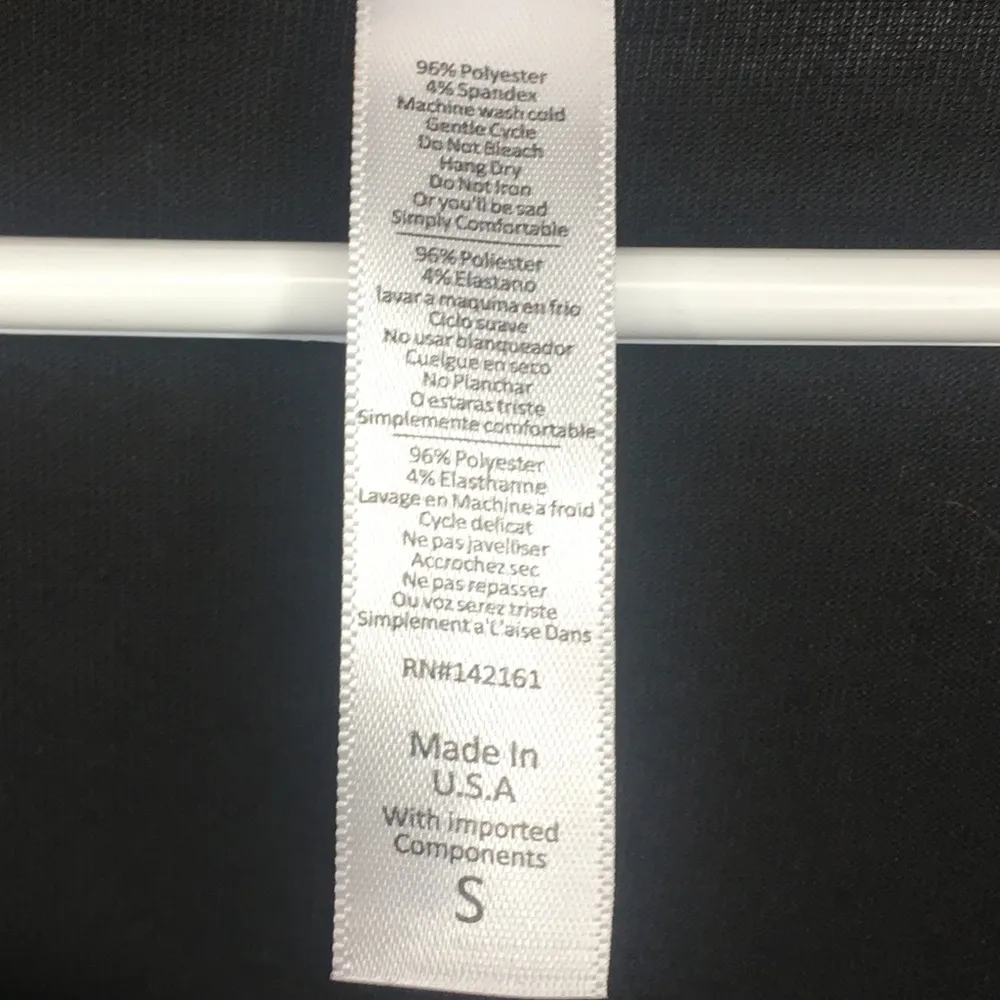 96% Polyester
4% Spandex
Machine wash cold
Gentle Cycle
Do Not Bleach
Hang Dry
Do Not Iron
Or you'll be sad
Simply Comfortable
96% Poliester
4% Elastano
lavar a maquina en frio
Ciclo suave
No usar blanqueador
Cuelgue en seco
No Planchar
O estaras triste
Simplemente comfortable
96% Polyester
4% Elasthanne
Lavage en Machine a froid
Cycle delicat
Ne pas javelliser
Accrochez sec
Ne pas repasser
Ou voz serez triste
Simplement a'L'aise Dans
RN#142161
Made In
U.S.A
With imported
Components
S